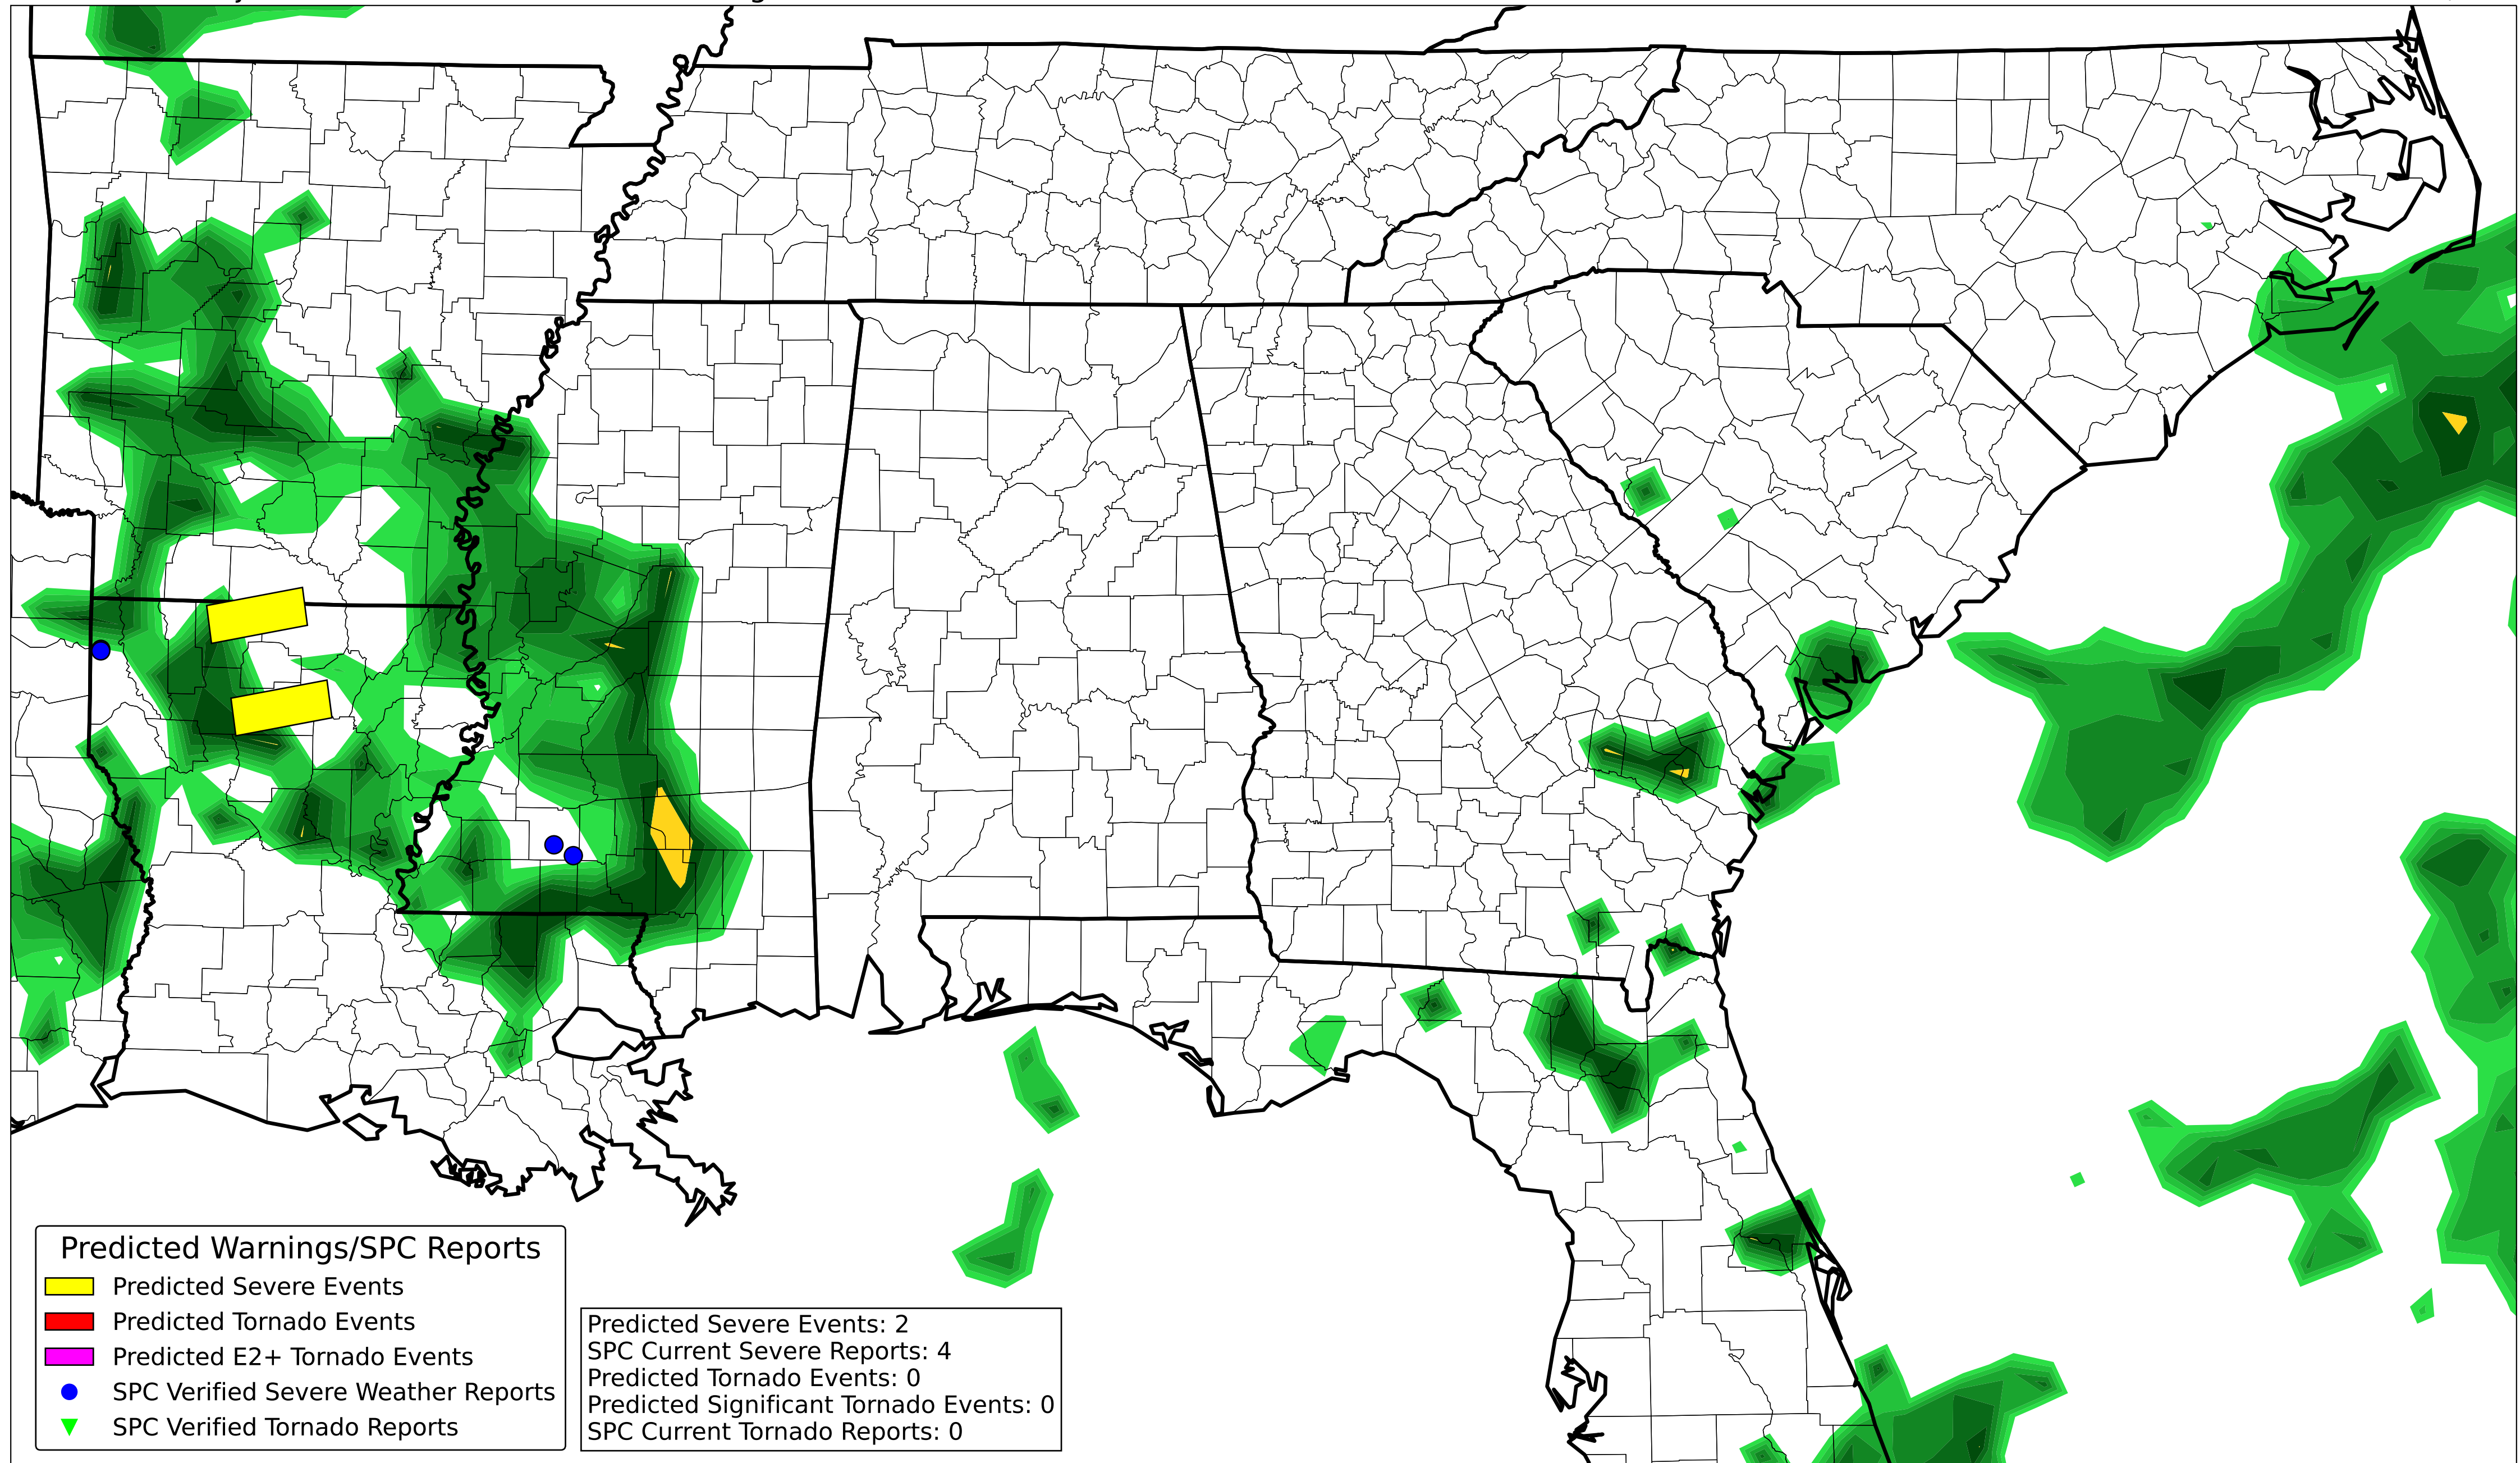 Predicted Warnings/SPC Reports
Predicted Severe Events
Predicted Tornado Events
Predicted E2+ Tornado Events
SPC Verified Severe Weather Reports
SPC Verified Tornado Reports
Predicted Severe Events: 2
SPC Current Severe Reports: 4
Predicted Tornado Events: 0
Predicted Significant Tornado Events: 0
SPC Current Tornado Reports: 0